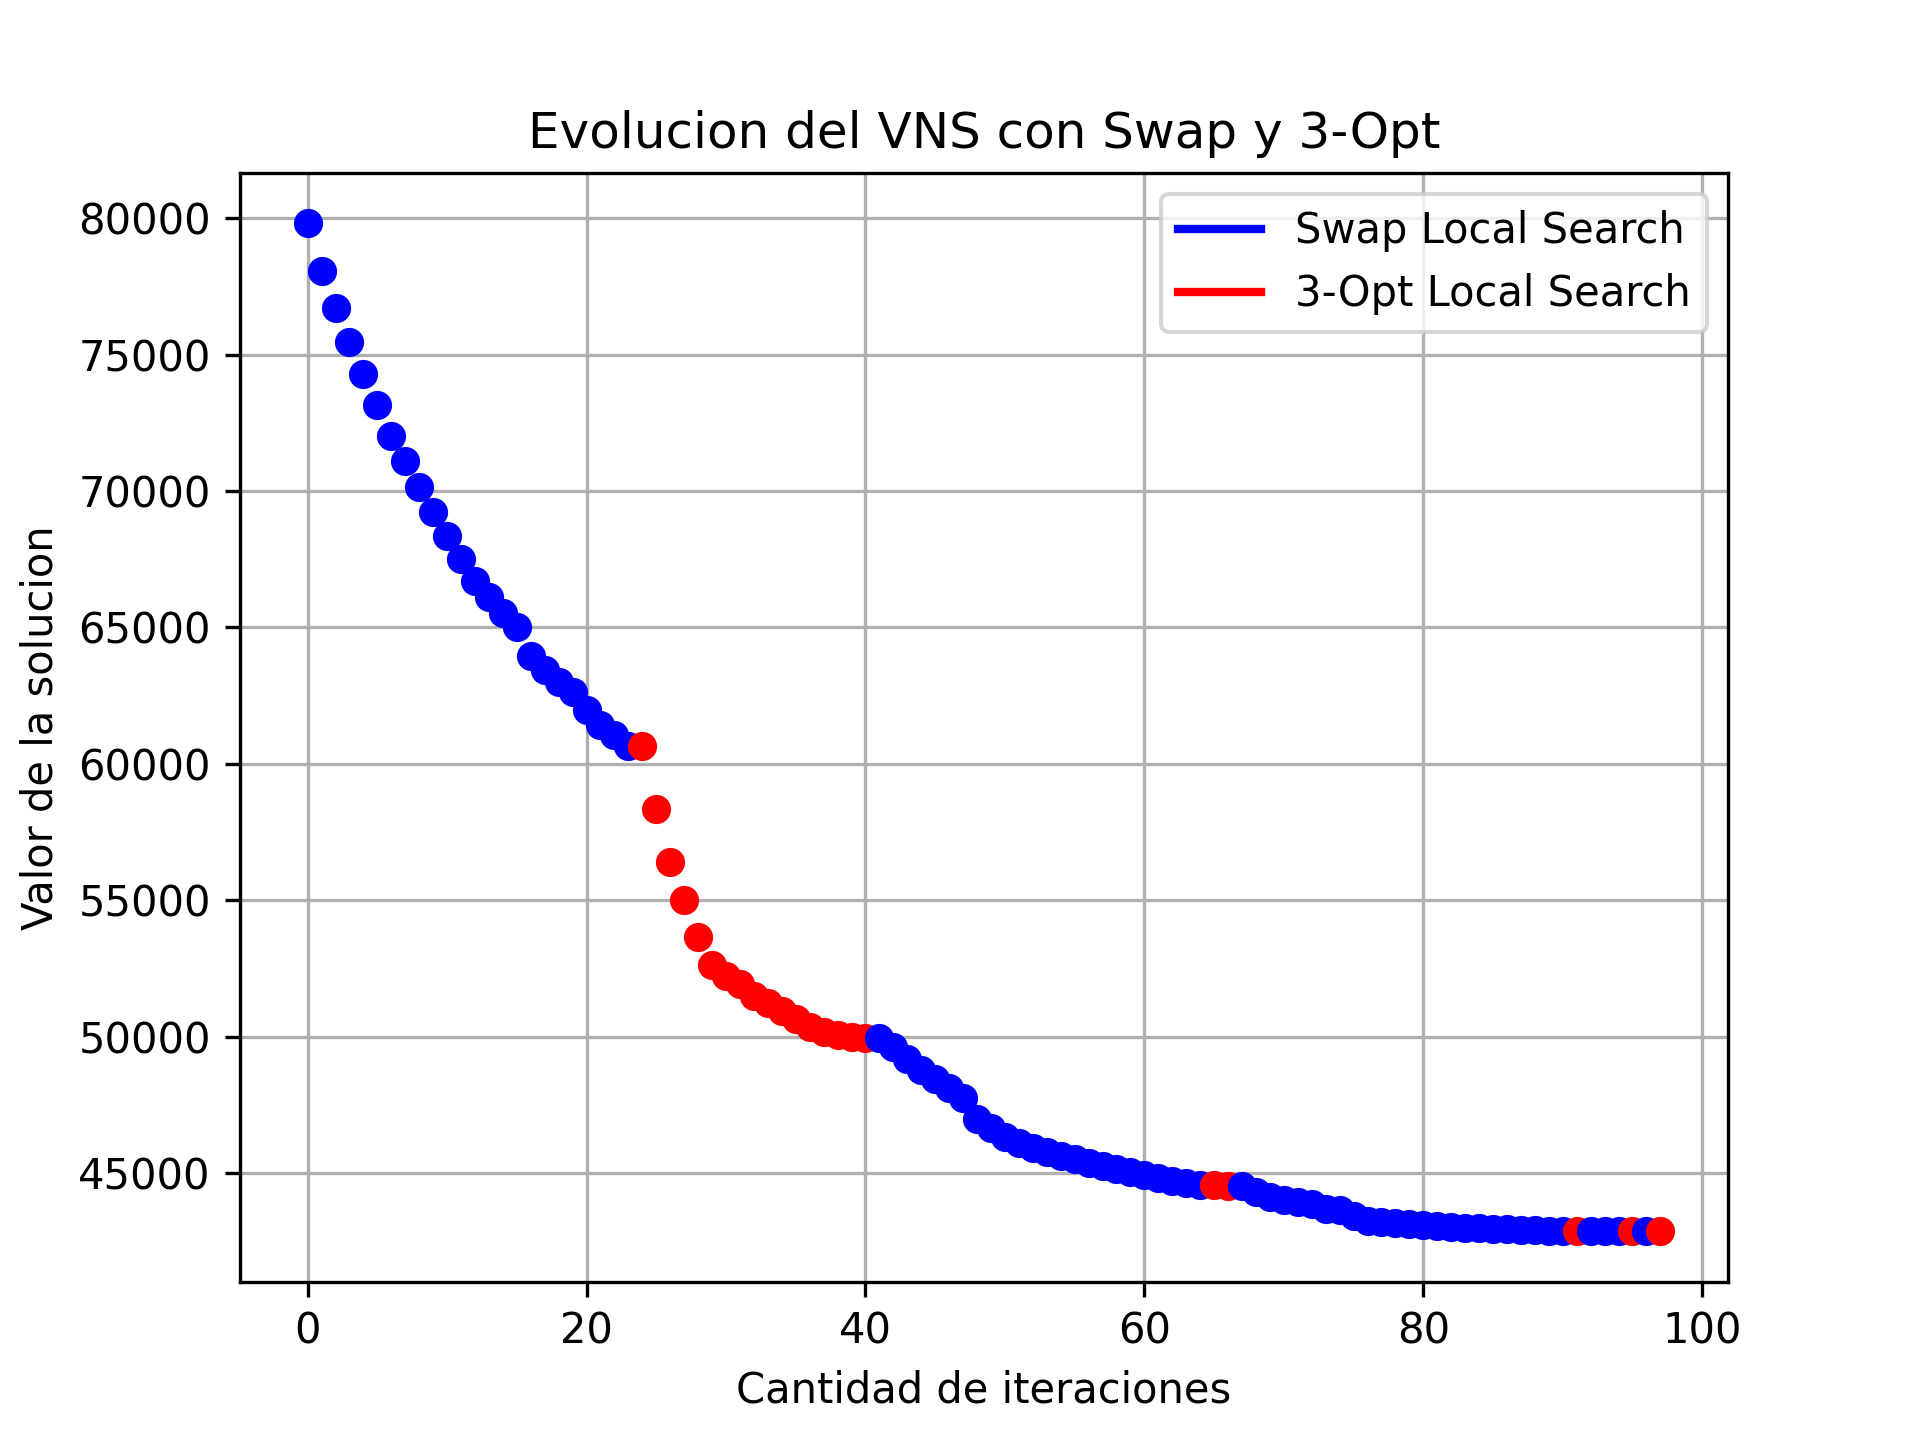 Evolucion del VNS con Swap y 3-Opt
Swap Local Search
3-Opt Local Search
80000
75000
70000
65000
60000
55000
50000
45000
Valor de la solucion
0 20 40 60 80 100
Cantidad de iteraciones